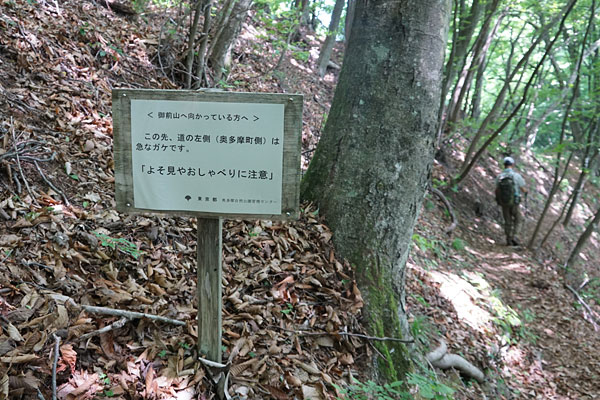 < 御前山へ向かっている方へ >
この先、道の左側(奥多摩町側)は
急なガケです。
「よそ見やおしゃべりに注意」
東京都